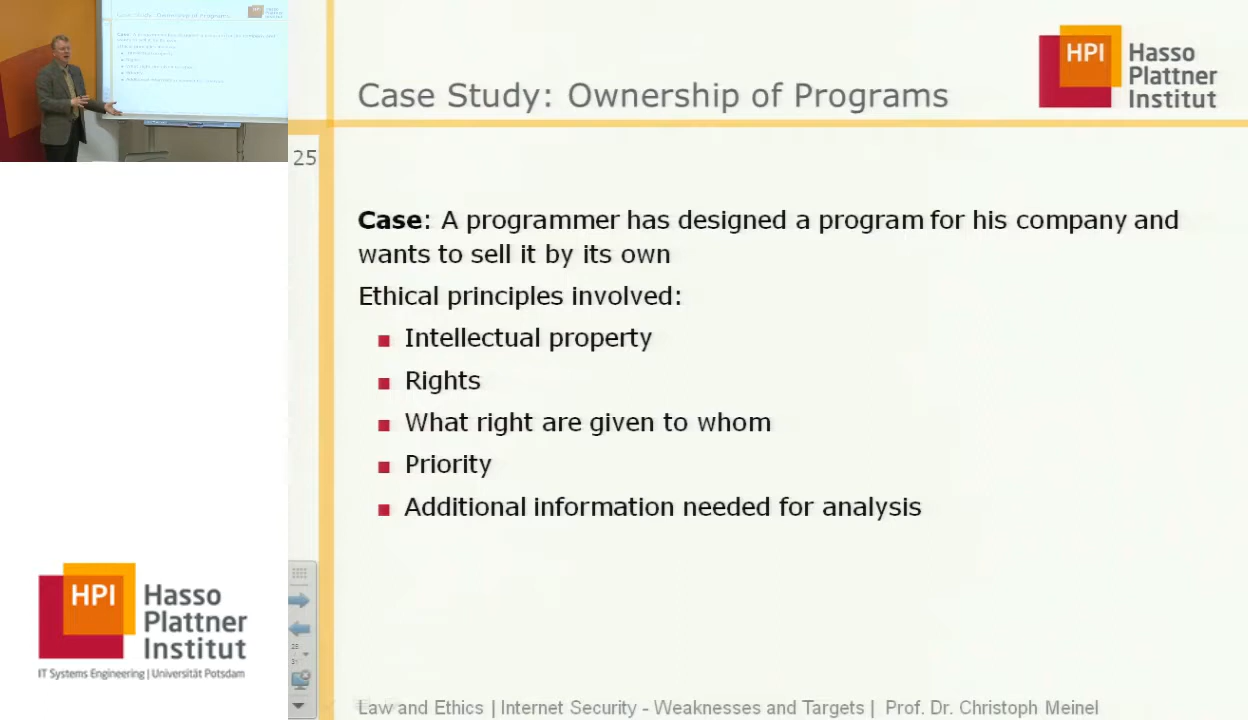 Case Study: Ownership of Programs
HPI Hasso
Plattner
Institut
25
Case: A programmer has designed a program for his company and
wants to sell it by its own
Ethical principles involved:
Intellectual property
Rights
What right are given to whom
Priority
Additional information needed for analysis
HPI Hasso
Plattner
Institut
IT Systems Engineering | Universität Potsdam
Law and Ethics | Internet Security - Weaknesses and Targets | Prof. Dr. Christoph Meinel